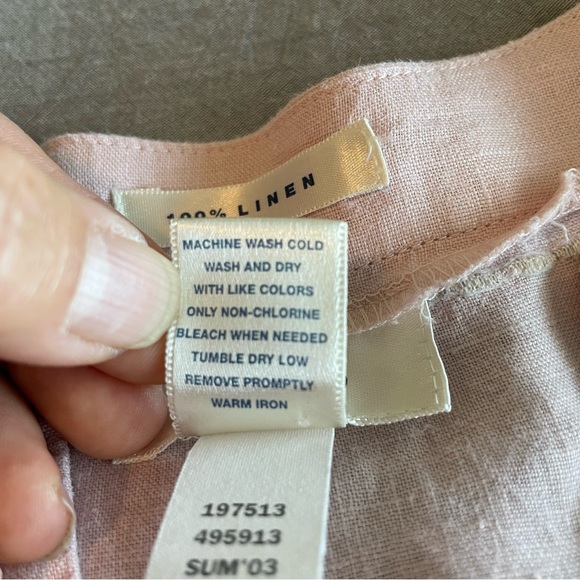 100% LINEN
MACHINE WASH COLD
WASH AND DRY
WITH LIKE COLORS
ONLY NON-CHLORINE
BLEACH WHEN NEEDED
TUMBLE DRY LOW
REMOVE PROMPTLY
WARM IRON
197513
495913
SUM'03